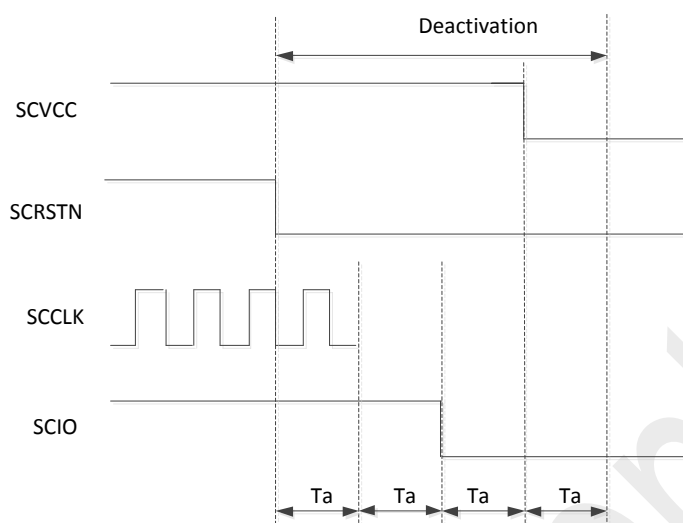 Deactivation
SCVCC
SCRSTN
SCCLK
SCIO
Ta Ta Ta Ta